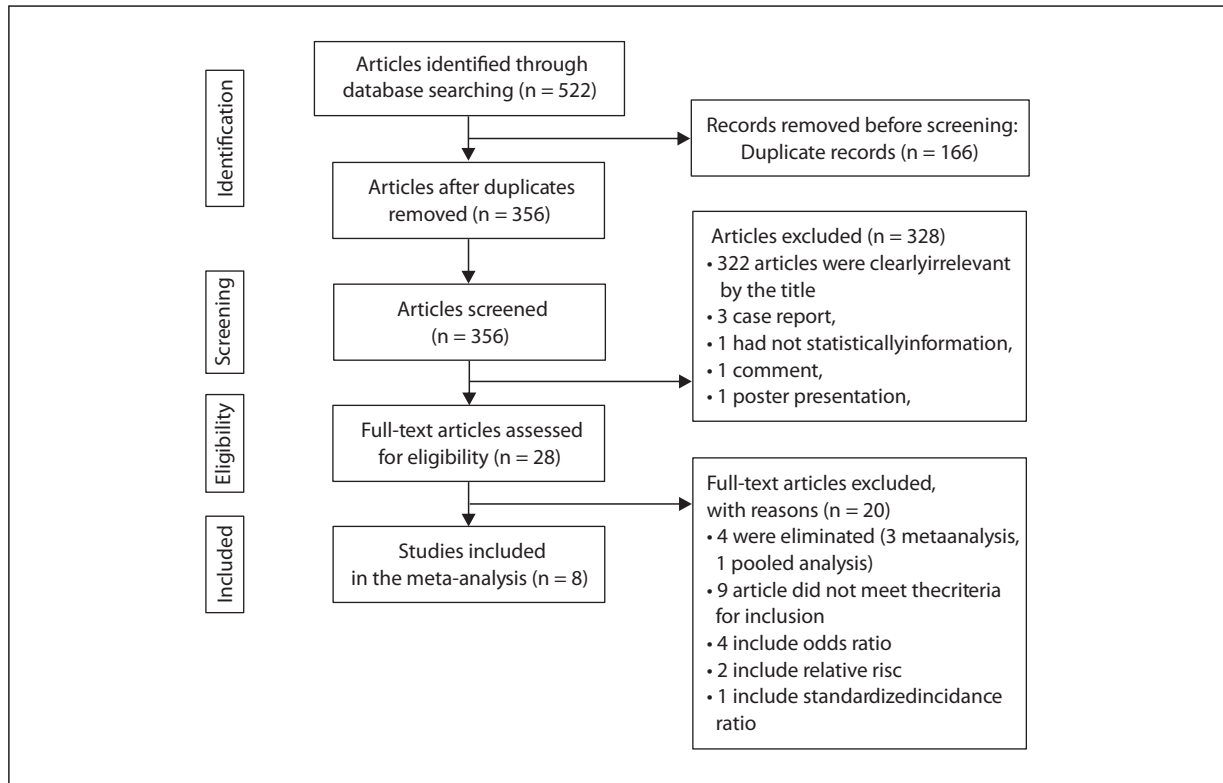 Identification
Articles identified through
database searching (n = 522)
Records removed before screening:
Duplicate records (n = 166)
Articles after duplicates
removed (n = 356)
Screening
Articles screened
(n = 356)
Articles excluded (n = 328)
• 322 articles were clearlyirrelevant
by the title
• 3 case report,
• 1 had not statisticallyinformation,
• 1 comment,
• 1 poster presentation,
Eligibility
Full-text articles assessed
for eligibility (n = 28)
Full-text articles excluded,
with reasons (n = 20)
• 4 were eliminated (3 metaanalysis,
1 pooled analysis)
• 9 article did not meet thecriteria
for inclusion
• 4 include odds ratio
• 2 include relative risc
• 1 include standardizedincidance
ratio
Included
Studies included
in the meta-analysis (n = 8)